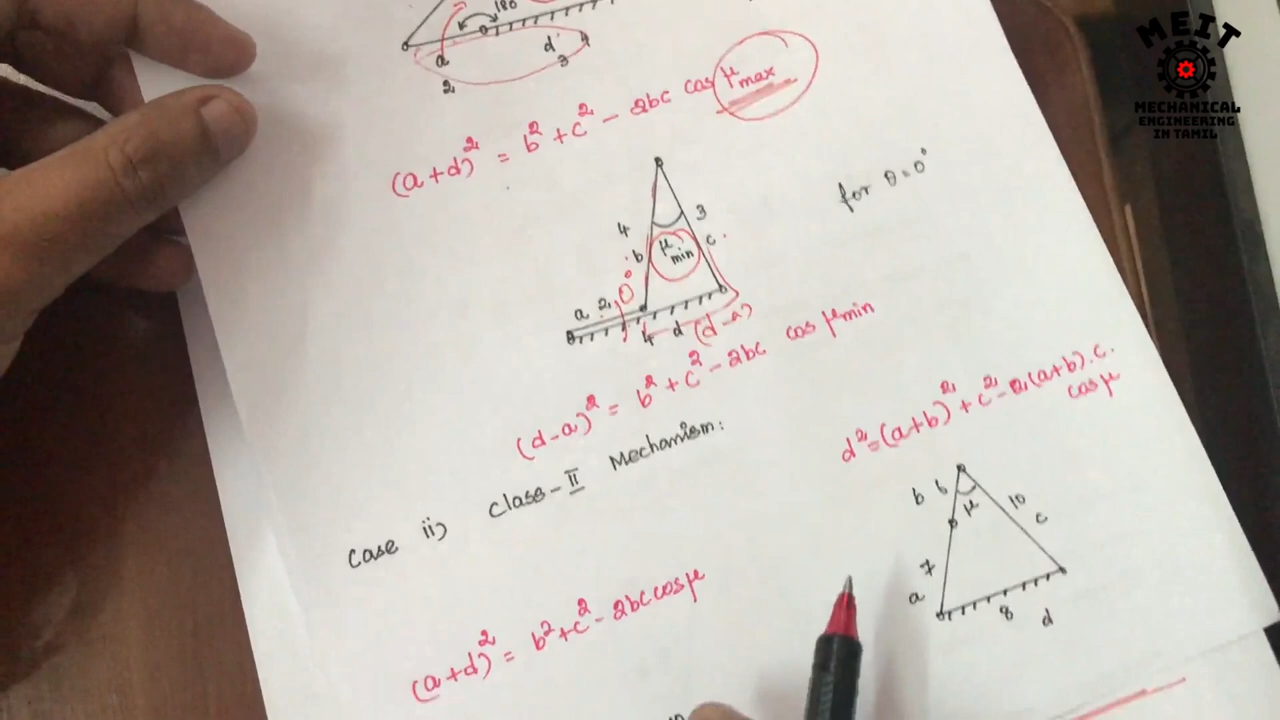 180
a d
2 3
MEIT
MECHANICAL
ENGINEERING
IN TAMIL
(a+d)² = b² + c² - 2bc cos μmax
for θ = 0°
4 3
b μmin c
a 2 0°
4 d (d-a)
(d-a)² = b² + c² - 2bc cos μmin
Case ii) Class-II Mechanism:
d² = (a+b)² + c² - 2(a+b).c.
cos μ
b 6 μ 10 c
7
a 8 d
(a+d)² = b² + c² - 2bc cos μ